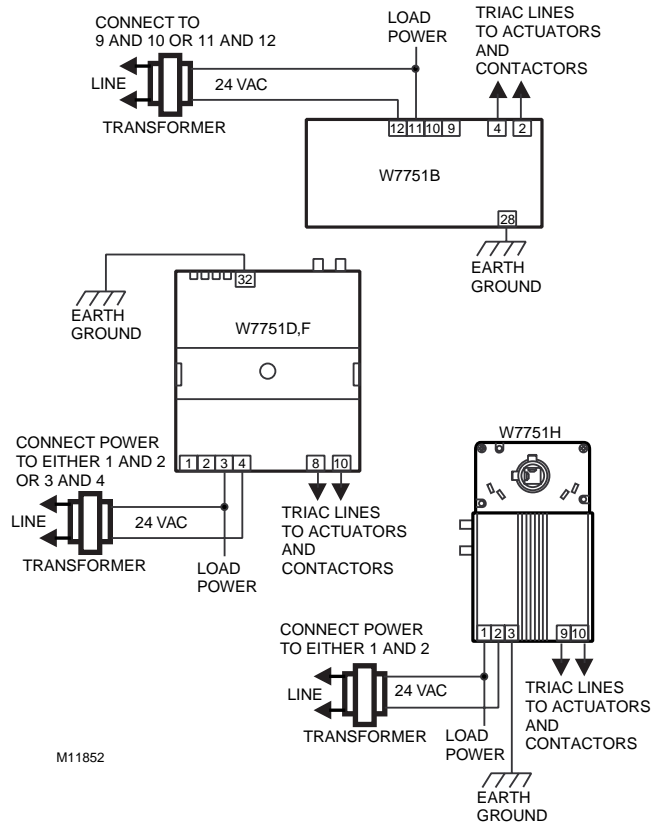 CONNECT TO
9 AND 10 OR 11 AND 12
LOAD
POWER
TRIAC LINES
TO ACTUATORS
AND
CONTACTORS
LINE
24 VAC
TRANSFORMER
12 11 10 9 4 2
W7751B
28
EARTH
GROUND
32
EARTH
GROUND
W7751D,F
CONNECT POWER
TO EITHER 1 AND 2
OR 3 AND 4
1 2 3 4 8 10
LINE
24 VAC
TRANSFORMER
LOAD
POWER
TRIAC LINES
TO ACTUATORS
AND
CONTACTORS
W7751H
1 2 3 9 10
CONNECT POWER
TO EITHER 1 AND 2
LINE
24 VAC
TRANSFORMER
LOAD
POWER
TRIAC LINES
TO ACTUATORS
AND
CONTACTORS
EARTH
GROUND
M11852